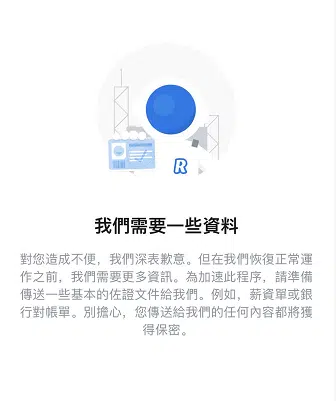 R
我們需要一些資料
對您造成不便，我們深表歉意。但在我們恢復正常運
作之前，我們需要更多資訊。為加速此程序，請準備
傳送一些基本的佐證文件給我們。例如，薪資單或銀
行對帳單。別擔心，您傳送給我們的任何內容都將獲
得保密。